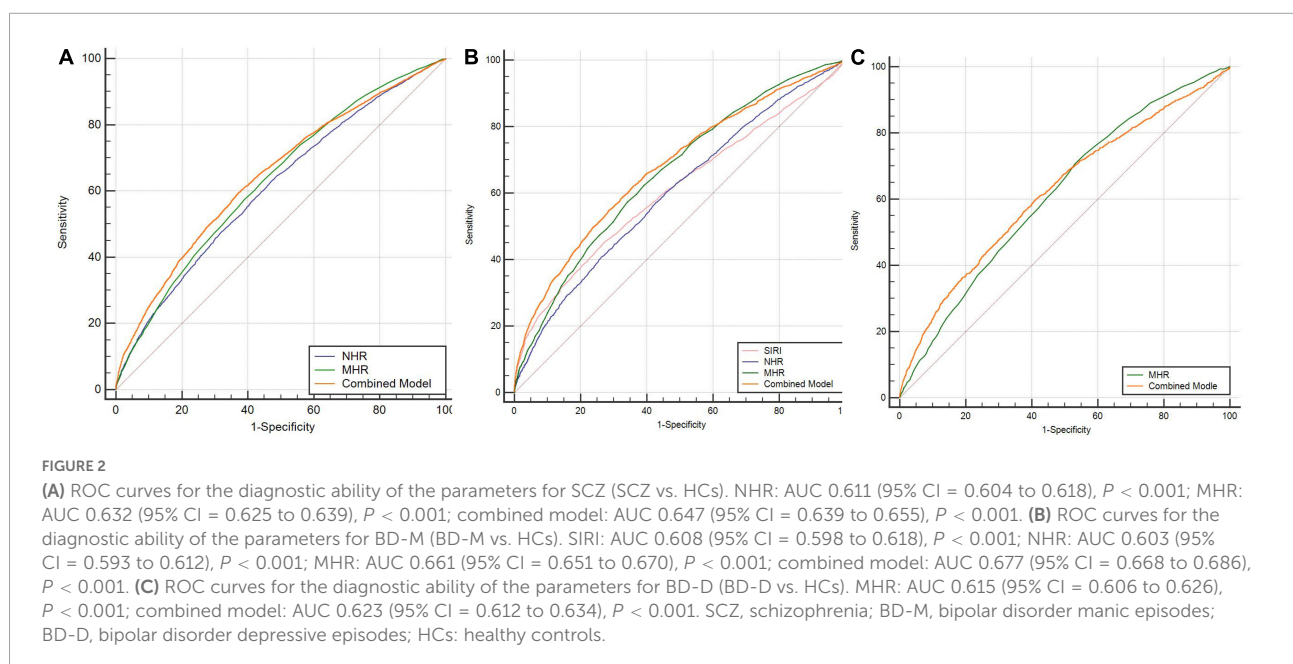 A
B
C
100
80
60
40
20
0
Sensitivity
NHR
MHR
Combined Model
0 20 40 60 80 100
1-Specificity
100
80
60
40
20
0
Sensitivity
SIRI
NHR
MHR
Combined Model
0 20 40 60 80 1
1-Specificity
100
80
60
40
20
0
Sensitivity
MHR
Combined Modle
0 20 40 60 80 100
1-Specificity
FIGURE 2
(A) ROC curves for the diagnostic ability of the parameters for SCZ (SCZ vs. HCs). NHR: AUC 0.611 (95% CI = 0.604 to 0.618), P < 0.001; MHR:
AUC 0.632 (95% CI = 0.625 to 0.639), P < 0.001; combined model: AUC 0.647 (95% CI = 0.639 to 0.655), P < 0.001. (B) ROC curves for the
diagnostic ability of the parameters for BD-M (BD-M vs. HCs). SIRI: AUC 0.608 (95% CI = 0.598 to 0.618), P < 0.001; NHR: AUC 0.603 (95%
CI = 0.593 to 0.612), P < 0.001; MHR: AUC 0.661 (95% CI = 0.651 to 0.670), P < 0.001; combined model: AUC 0.677 (95% CI = 0.668 to 0.686),
P < 0.001. (C) ROC curves for the diagnostic ability of the parameters for BD-D (BD-D vs. HCs). MHR: AUC 0.615 (95% CI = 0.606 to 0.626),
P < 0.001; combined model: AUC 0.623 (95% CI = 0.612 to 0.634), P < 0.001. SCZ, schizophrenia; BD-M, bipolar disorder manic episodes;
BD-D, bipolar disorder depressive episodes; HCs: healthy controls.